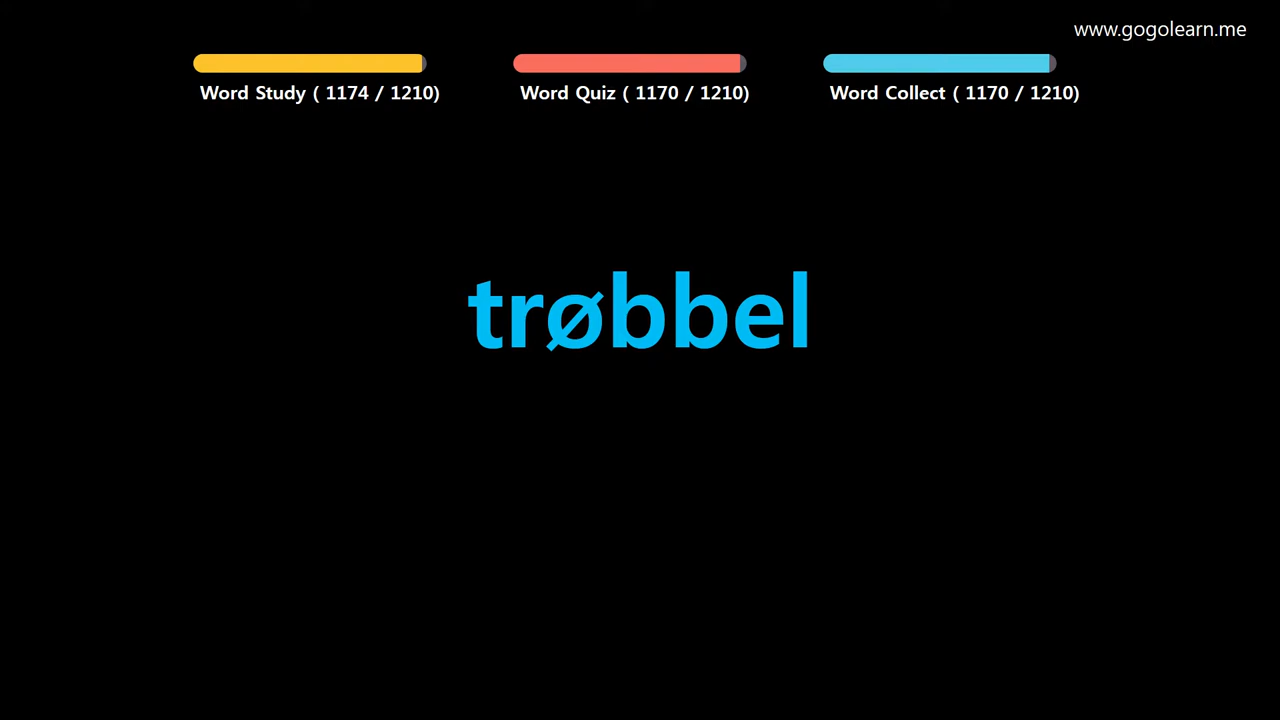 www.gogolearn.me
Word Study ( 1174 / 1210)
Word Quiz ( 1170 / 1210)
Word Collect ( 1170 / 1210)
trøbbel